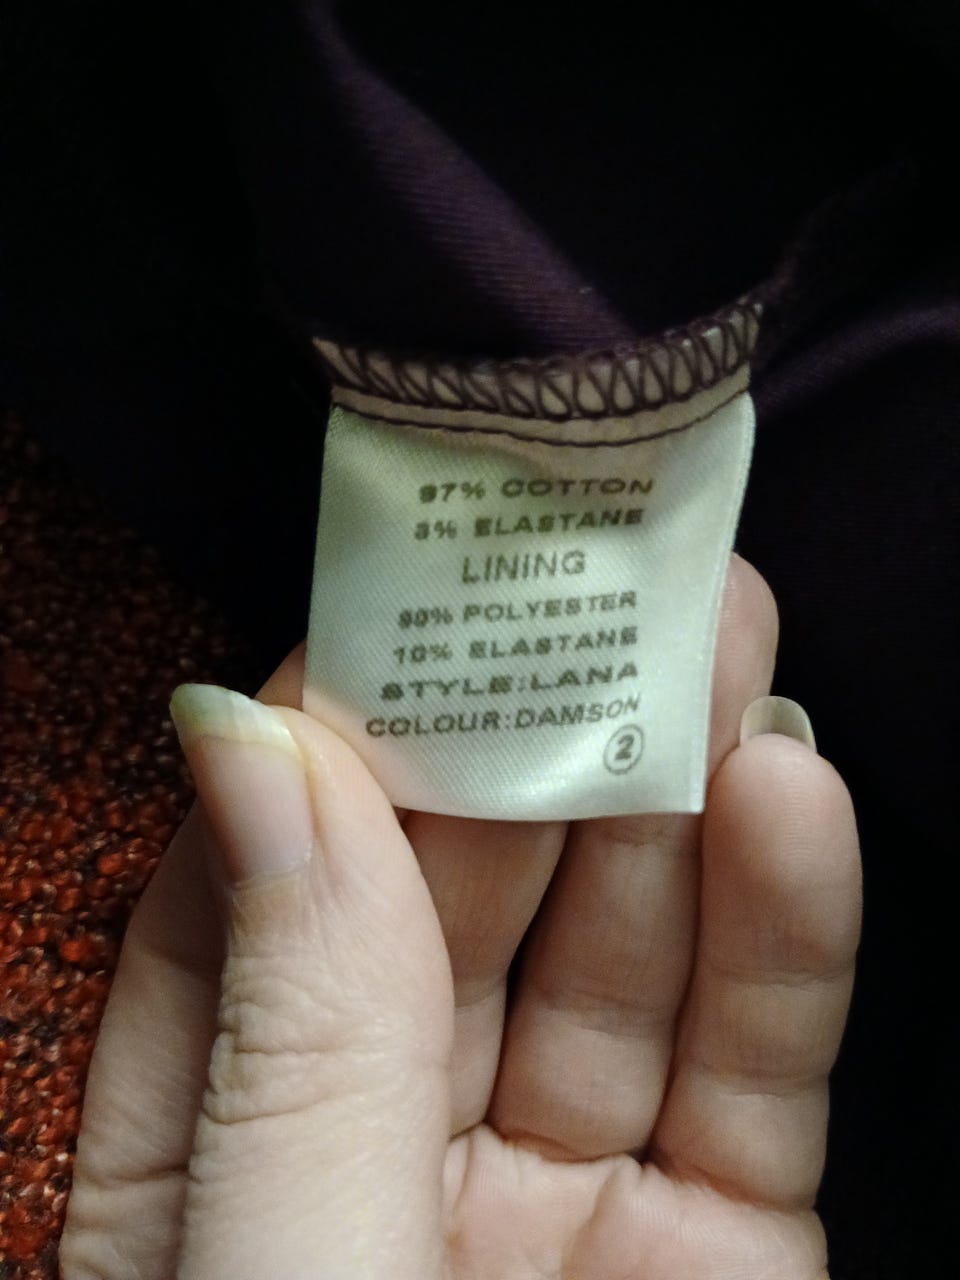 97% COTTON
3% ELASTANE
LINING
90% POLYESTER
10% ELASTANE
STYLE:LANA
COLOUR:DAMSON
2